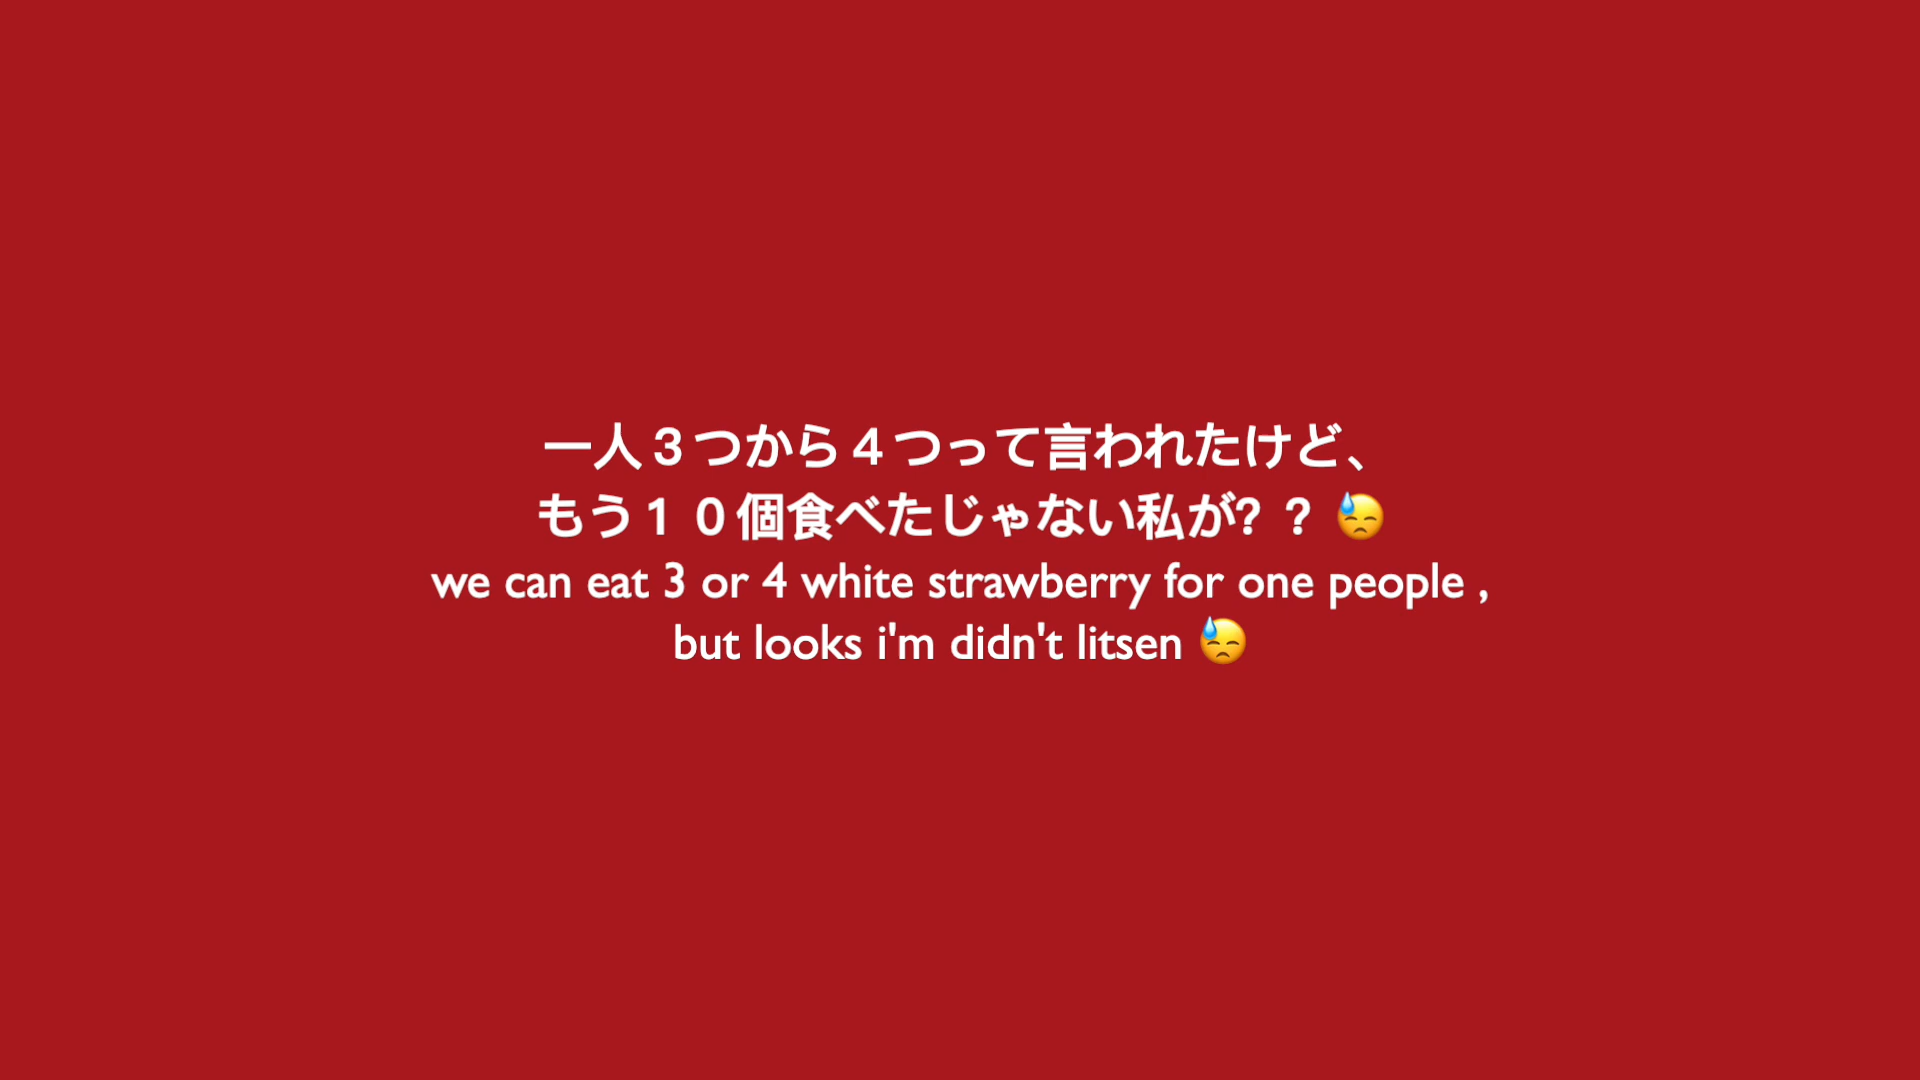 一人３つから４つって言われたけど、
もう１０個食べたじゃない私が？？😓
we can eat 3 or 4 white strawberry for one people ,
but looks i'm didn't litsen 😓